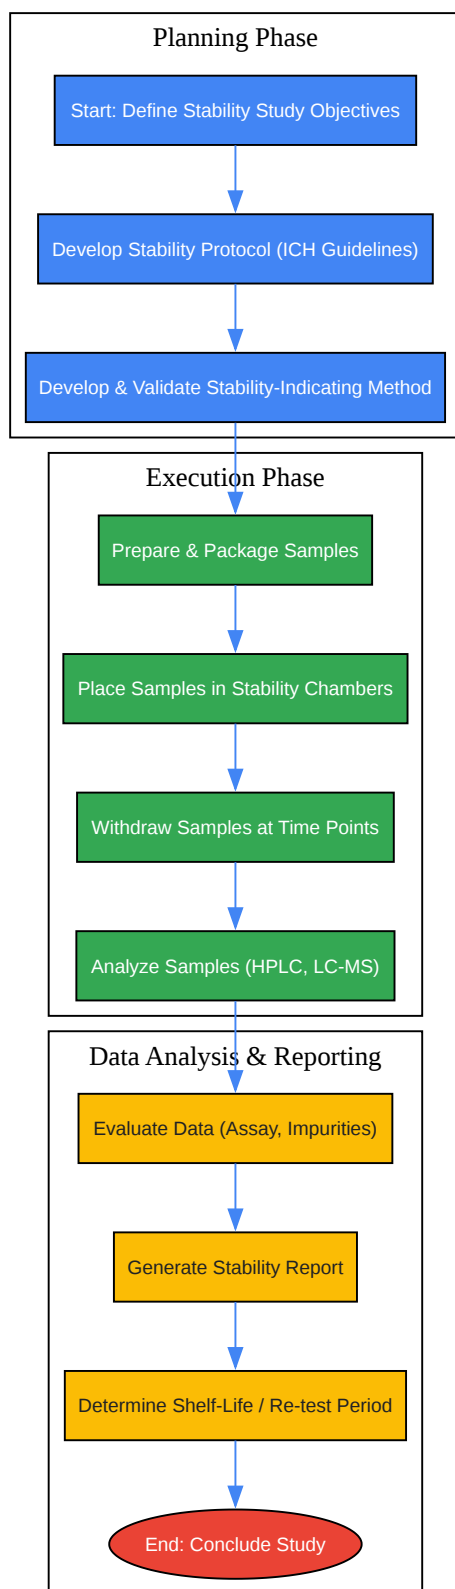 Planning Phase
Start: Define Stability Study Objectives
Develop Stability Protocol (ICH Guidelines)
Develop & Validate Stability-Indicating Method
Execution Phase
Prepare & Package Samples
Place Samples in Stability Chambers
Withdraw Samples at Time Points
Analyze Samples (HPLC, LC-MS)
Data Analysis & Reporting
Evaluate Data (Assay, Impurities)
Generate Stability Report
Determine Shelf-Life / Re-test Period
End: Conclude Study